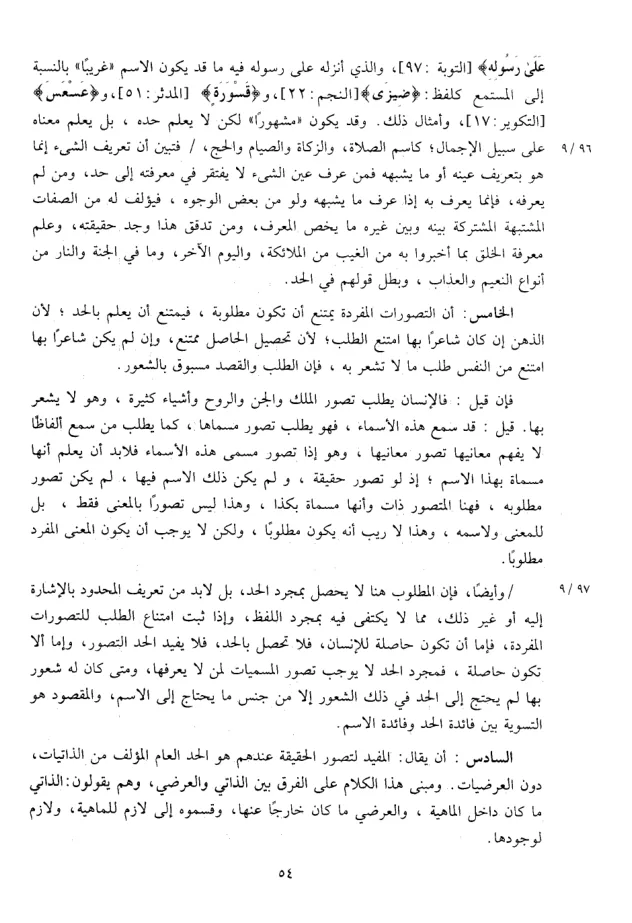 عَلَىٰ رَسُولِهِ﴾ [التوبة :٩٧]، والذي أنزله على رسوله فيه ما قد يكون الاسم «غريبًا» بالنسبة
إلى المستمع كلفظ: ﴿ضِيزَى﴾[النجم:٢٢]،و﴿قَسْوَرَةٍ﴾ [المدثر:٥١]،و﴿عَسْعَسَ﴾
[التكوير:١٧]، وأمثال ذلك. وقد يكون «مشهورًا» لكن لا يعلم حده ، بل يعلم معناه
٩/٩٦ على سبيل الإجمال؛ كاسم الصلاة، والزكاة والصيام والحج، / فتبين أن تعريف الشىء إنما
هو بتعريف عينه أو ما يشبهه فمن عرف عين الشىء لا يفتقر في معرفته إلى حد، ومن لم
يعرفه، فإنما يعرف به إذا عرف ما يشبهه ولو من بعض الوجوه ، فيؤلف له من الصفات
المشتبهة المشتركة بينه وبين غيره ما يخص المعرف، ومن تدقق هذا وجد حقيقته، وعلم
معرفة الخلق بما أخبروا به من الغيب من الملائكة، واليوم الآخر، وما في الجنة والنار من
أنواع النعيم والعذاب ، وبطل قولهم في الحد.
الخامس: أن التصورات المفردة يمتنع أن تكون مطلوبة ، فيمتنع أن يعلم بالحد ؛ لأن
الذهن إن كان شاعرًا بها امتنع الطلب؛ لأن تحصيل الحاصل ممتنع، وإن لم يكن شاعرًا بها
امتنع من النفس طلب ما لا تشعر به ، فإن الطلب والقصد مسبوق بالشعور.
فإن قيل : فالإنسان يطلب تصور الملك والجن والروح وأشياء كثيرة ، وهو لا يشعر
بها. قيل : قد سمع هذه الأسماء ، فهو يطلب تصور مسماها، كما يطلب من سمع ألفاظًا
لا يفهم معانيها تصور معانيها ، وهو إذا تصور مسمى هذه الأسماء فلابد أن يعلم أنها
مسماة بهذا الاسم ؛ إذ لو تصور حقيقة ، و لم يكن ذلك الاسم فيها ، لم يكن تصور
مطلوبه ، فهنا المتصور ذات وأنها مسماة بكذا ، وهذا ليس تصورًا بالمعنى فقط ، بل
للمعنى ولاسمه ، وهذا لا ريب أنه يكون مطلوبًا ، ولكن لا يوجب أن يكون المعنى المفرد
مطلوبًا.
٩/٩٧ /وأيضًا، فإن المطلوب هنا لا يحصل بمجرد الحد، بل لابد من تعريف المحدود بالإشارة
إليه أو غير ذلك، مما لا يكتفى فيه بمجرد اللفظ، وإذا ثبت امتناع الطلب للتصورات
المفردة، فإما أن تكون حاصلة للإنسان، فلا تحصل بالحد، فلا يفيد الحد التصور، وإما ألا
تكون حاصلة ، فمجرد الحد لا يوجب تصور المسميات لمن لا يعرفها، ومتى كان له شعور
بها لم يحتج إلى الحد في ذلك الشعور إلا من جنس ما يحتاج إلى الاسم، والمقصود هو
التسوية بين فائدة الحد وفائدة الاسم.
السادس : أن يقال: المفيد لتصور الحقيقة عندهم هو الحد العام المؤلف من الذاتيات،
دون العرضيات. ومبنى هذا الكلام على الفرق بين الذاتي والعرضي، وهم يقولون:الذاتي
ما كان داخل الماهية ، والعرضي ما كان خارجًا عنها، وقسموه إلى لازم للماهية، ولازم
لوجودها.
٥٤